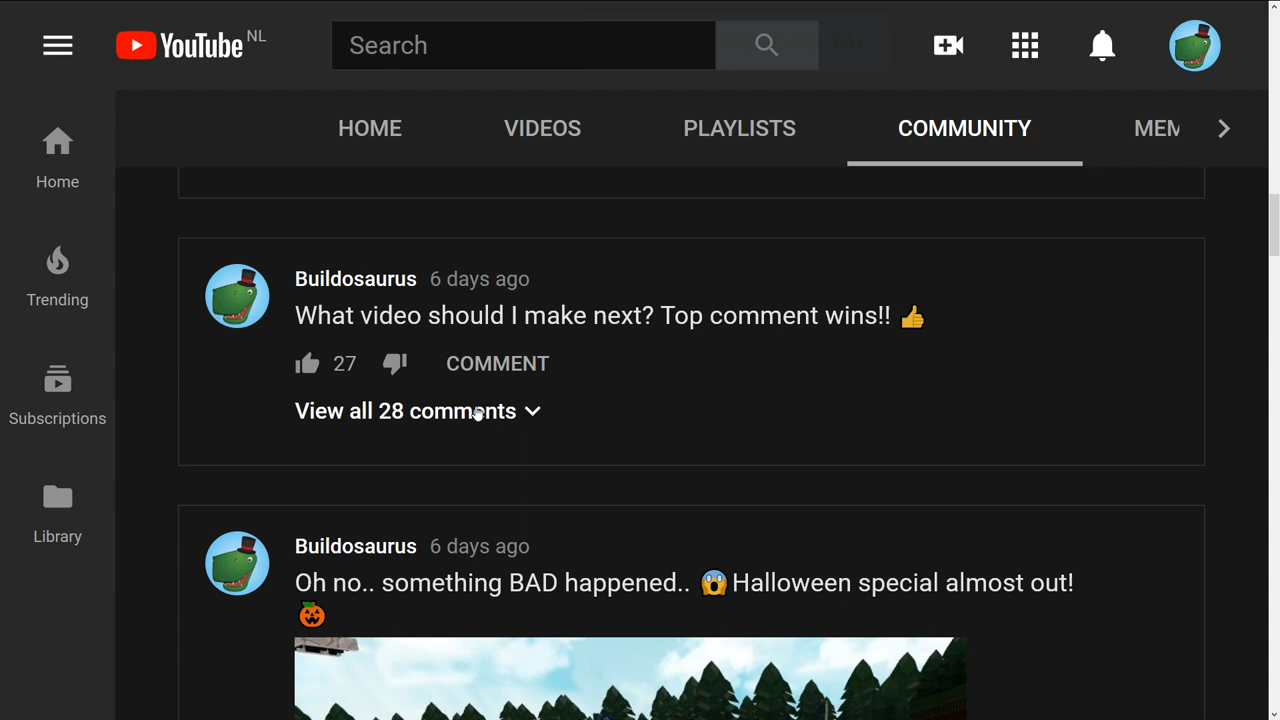 YouTube NL
Search
HOME
VIDEOS
PLAYLISTS
COMMUNITY
MEM
Home
Trending
Subscriptions
Library
Buildosaurus 6 days ago
What video should I make next? Top comment wins!! 👍
27
COMMENT
View all 28 comments
Buildosaurus 6 days ago
Oh no.. something BAD happened.. 😱 Halloween special almost out!
🎃